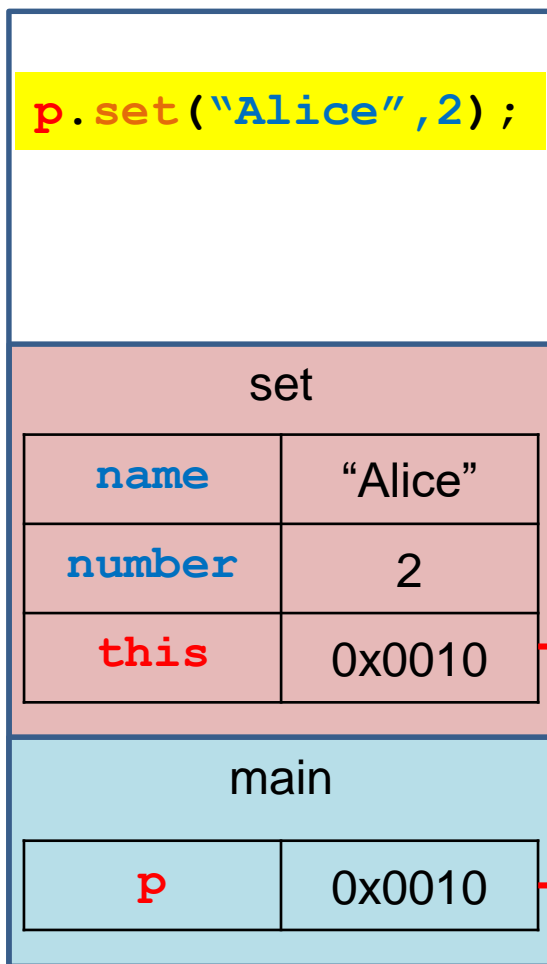 p.set(“Alice”,2);
set
name “Alice”
number 2
this 0x0010
main
p 0x0010